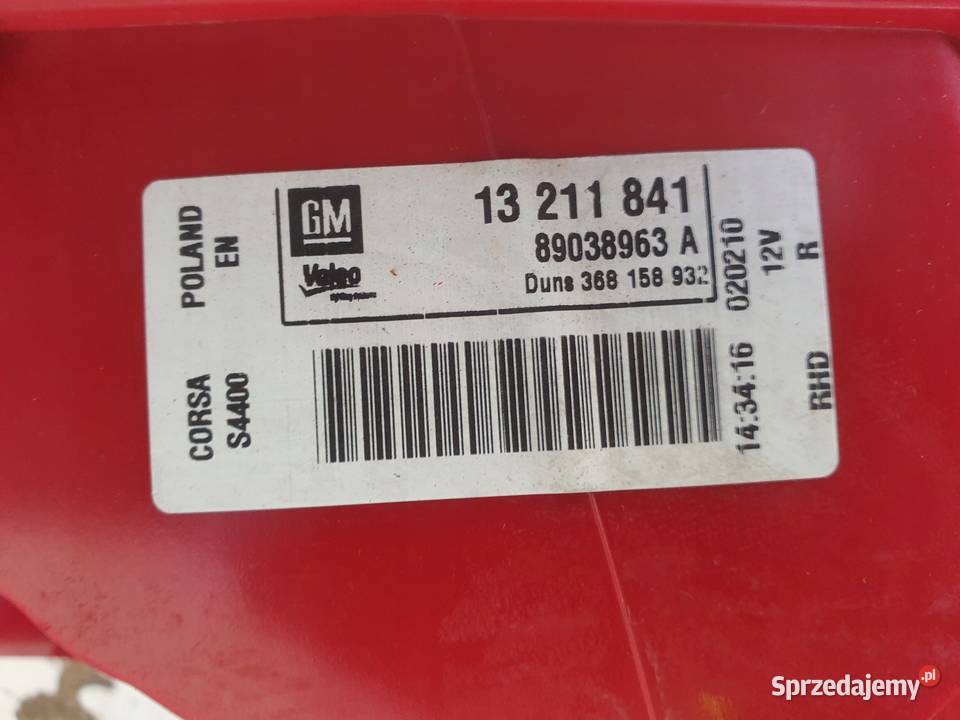 POLAND
EN
CORSA
S4400
GM
Valeo
13 211 841
89038963 A
Duns 368 158 932
020210
14:34:16
12V
R
RHD
Sprzedajemy.pl